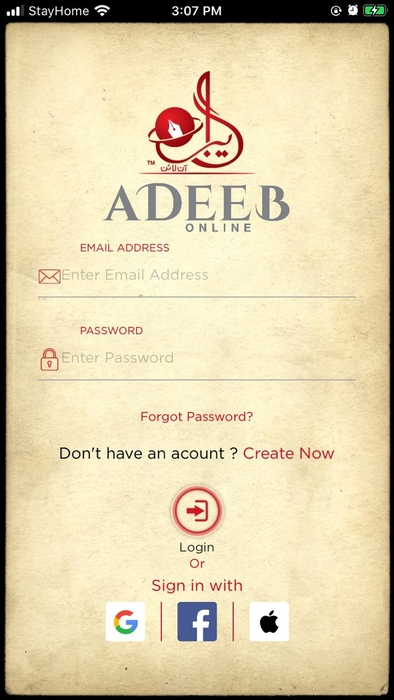 StayHome 3:07 PM
ادیب
TM آن لائن
ADEEB
ONLINE
EMAIL ADDRESS
Enter Email Address
PASSWORD
Enter Password
Forgot Password?
Don't have an acount ? Create Now
Login
Or
Sign in with